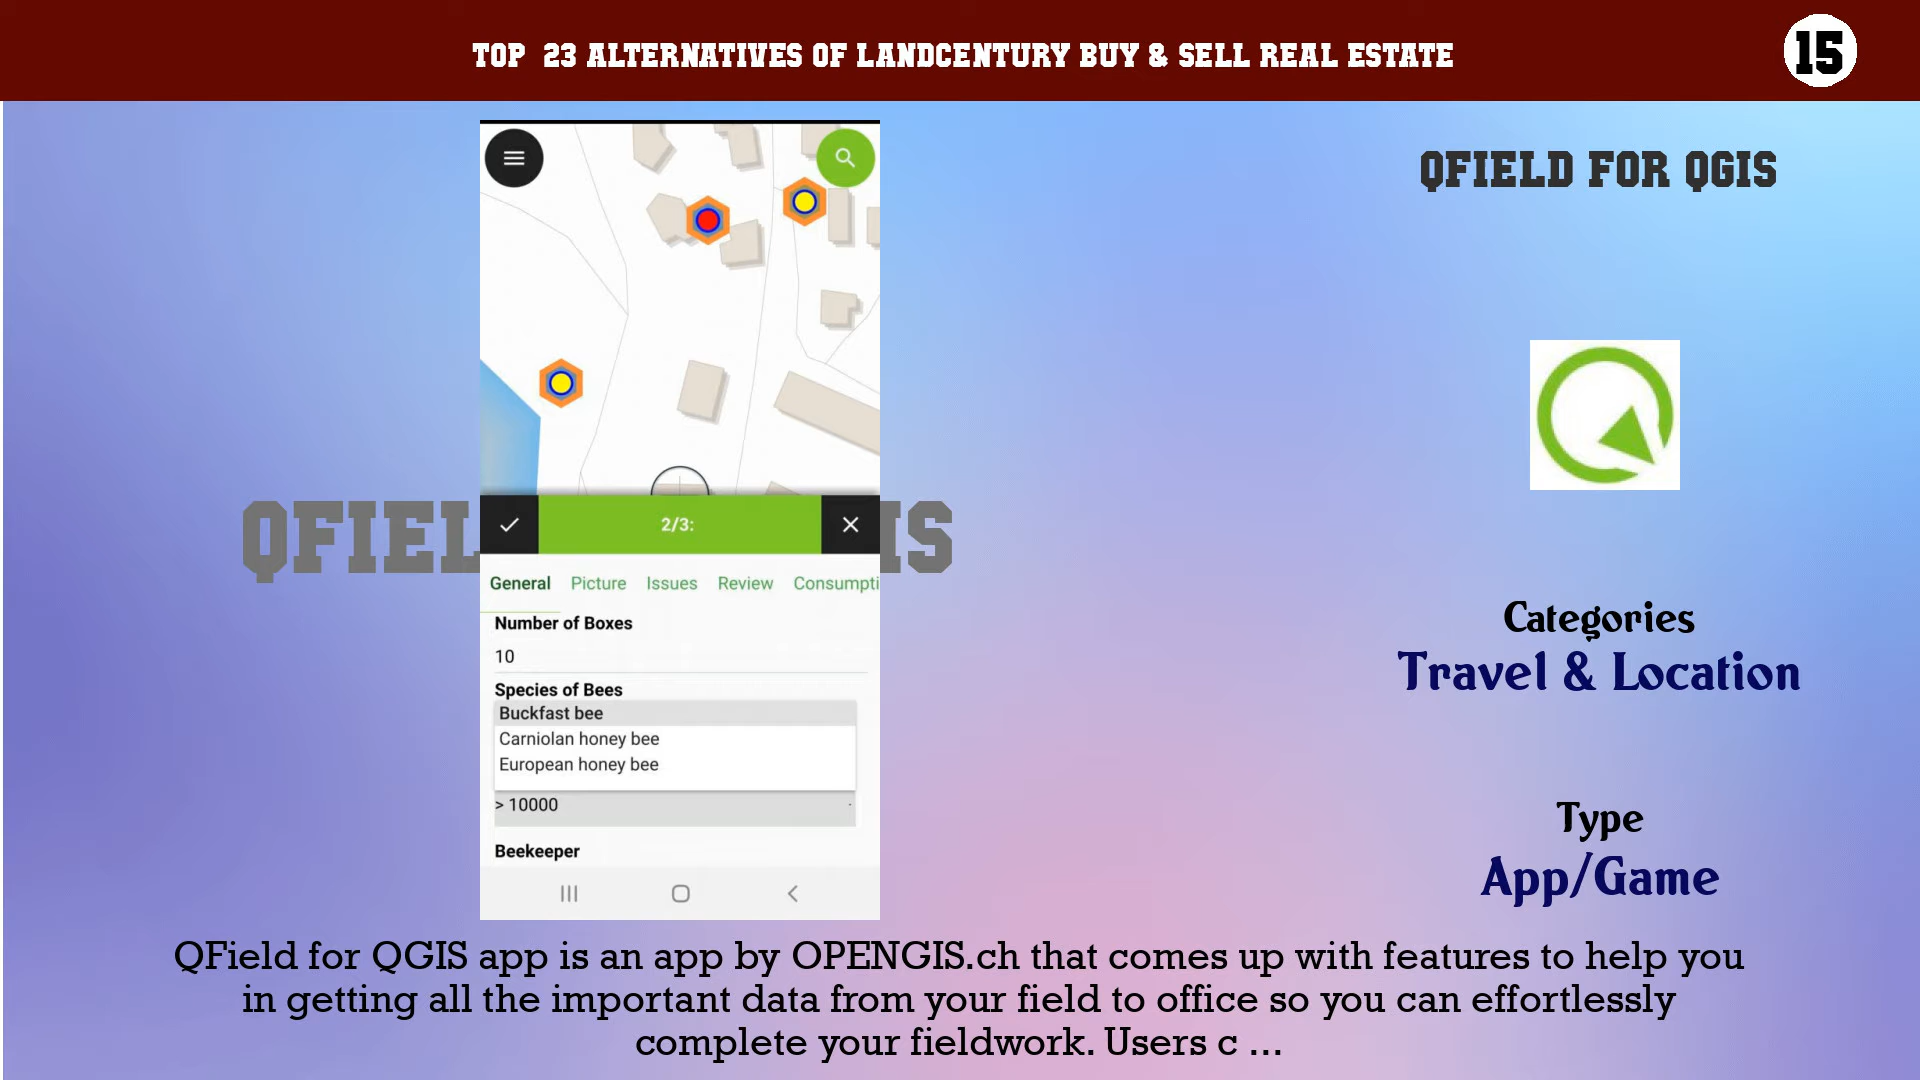 TOP 23 ALTERNATIVES OF LANDCENTURY BUY & SELL REAL ESTATE
15
QFIELD FOR QGIS
2/3:
General Picture Issues Review Consumpti
Number of Boxes
10
Species of Bees
Buckfast bee
Carniolan honey bee
European honey bee
> 10000
Beekeeper
Categories
Travel & Location
Type
App/Game
QField for QGIS app is an app by OPENGIS.ch that comes up with features to help you
in getting all the important data from your field to office so you can effortlessly
complete your fieldwork. Users c ...